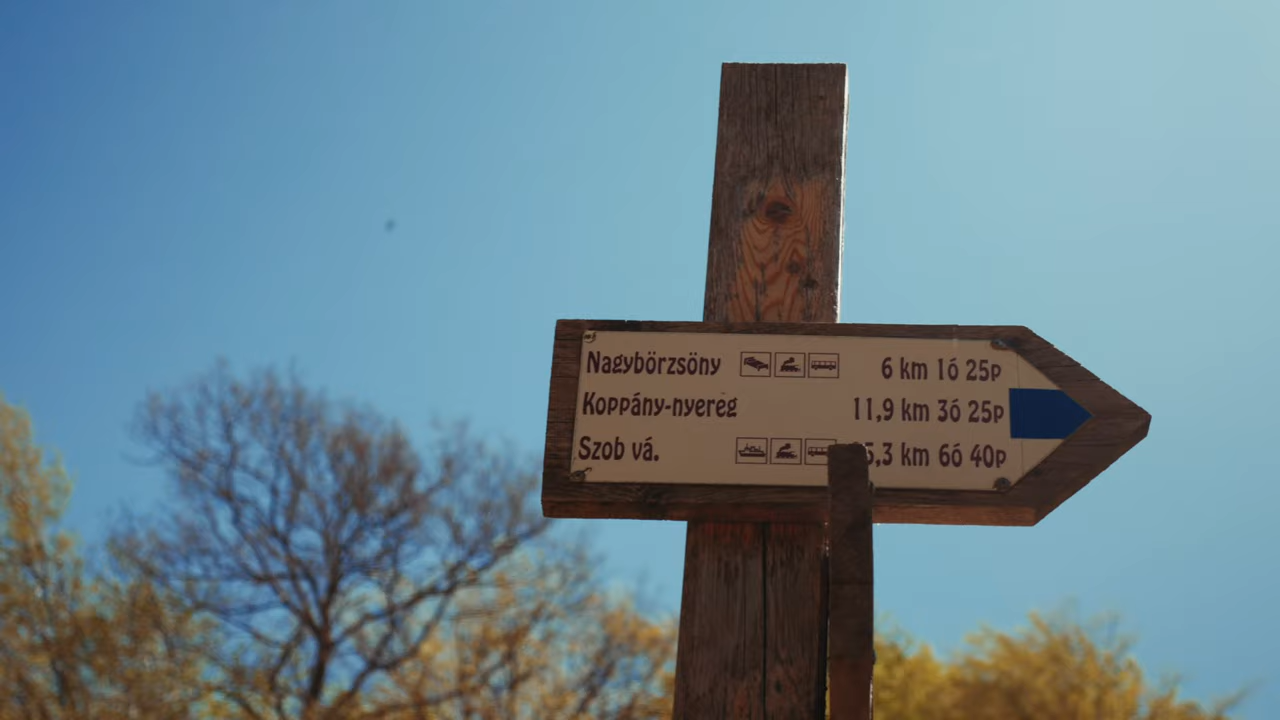 Nagybörzsöny 6 km 1ó 25p
Koppány-nyereg 11,9 km 3ó 25p
Szob vá. km 6ó 40p